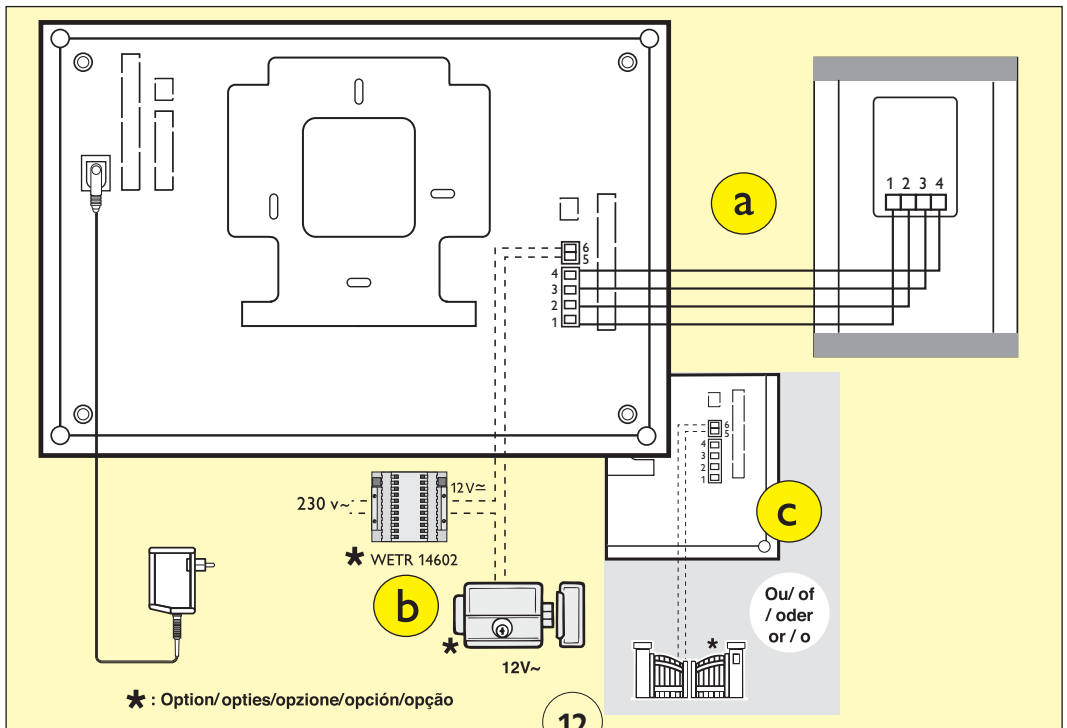 1 2 3 4
a
6
5
4
3
2
1
12V≂
230 v~
* WETR 14602
b
*
12V~
6
5
4
3
2
1
c
Ou/ of
/ oder
or / o
*
* : Option/opties/opzione/opción/opção
12